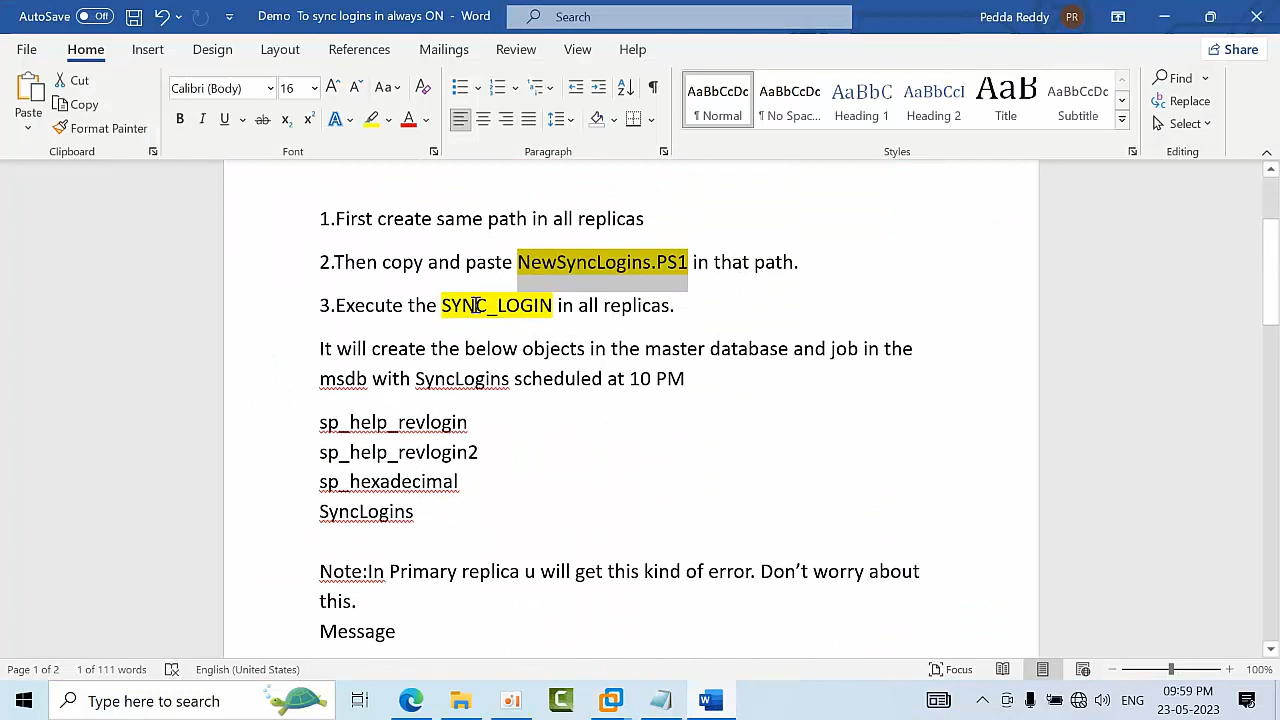 AutoSave Off Demo To sync logins in always ON - Word Search Pedda Reddy PR
File Home Insert Design Layout References Mailings Review View Help Share
Paste Cut Copy Format Painter Clipboard
Calibri (Body) 16 Aa B I U ab x₂ x² A A Font
Paragraph
AaBbCcDc ¶ Normal AaBbCcDc ¶ No Spac... AaBbC Heading 1 AaBbCcI Heading 2 AaB Title AaBbCcDc Subtitle Styles
Find Replace Select Editing
1.First create same path in all replicas
2.Then copy and paste NewSyncLogins.PS1 in that path.
3.Execute the SYNC_LOGIN in all replicas.
It will create the below objects in the master database and job in the
msdb with SyncLogins scheduled at 10 PM
sp_help_revlogin
sp_help_revlogin2
sp_hexadecimal
SyncLogins
Note:In Primary replica u will get this kind of error. Don’t worry about
this.
Message
Page 1 of 2 1 of 111 words English (United States) Focus 100%
Type here to search ENG 09:59 PM
23-05-2023